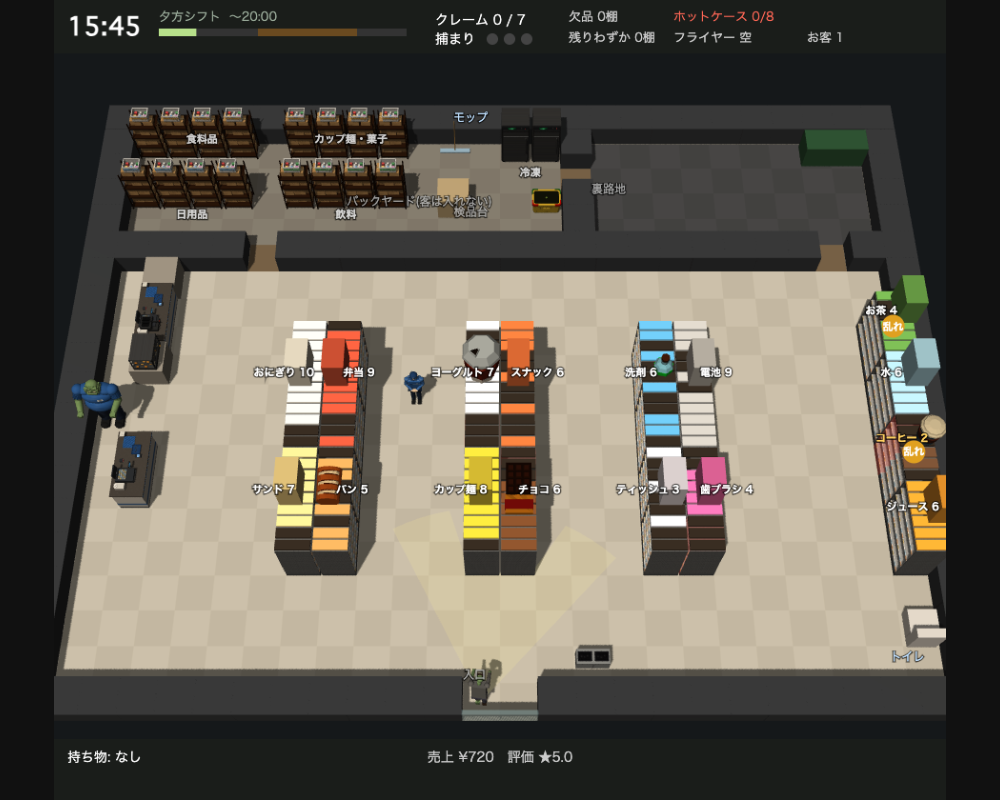 15:45
夕方シフト ～20:00
クレーム 0 / 7
捕まり
欠品 0棚
残りわずか 0棚
ホットケース 0/8
フライヤー 空
お客 1
モップ
食料品
カップ麺・菓子
冷凍
裏路地
バックヤード(客は入れない)
検品台
日用品
飲料
お茶 4
乱れ
おにぎり 10
弁当 9
ヨーグルト 7
スナック 6
洗剤 6
電池 9
水 6
コーヒー 2
乱れ
サンド 7
パン 5
カップ麺 8
チョコ 6
ティッシュ 3
歯ブラシ 4
ジュース 6
トイレ
入口
持ち物: なし
売上 ¥720 評価 ★5.0